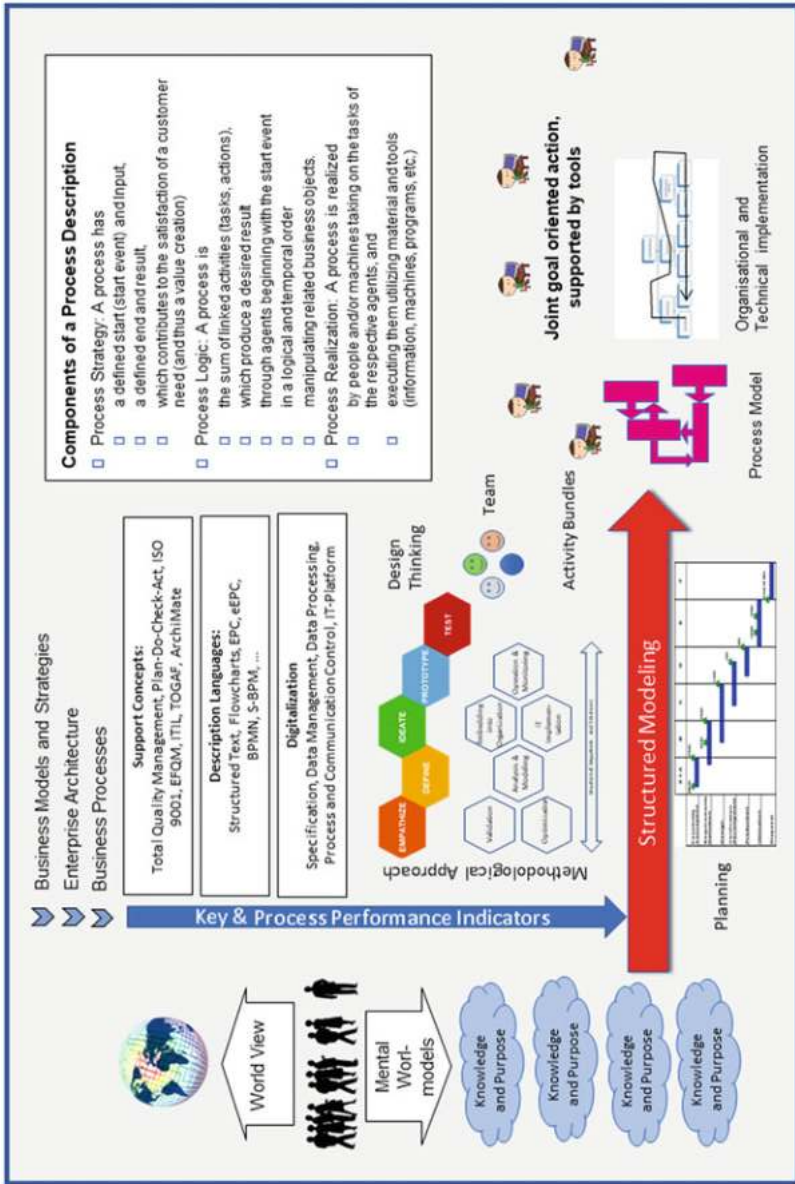 Business Models and Strategies
Enterprise Architecture
Business Processes
World View
Mental
Worl-
models
Knowledge
and Purpose
Knowledge
and Purpose
Knowledge
and Purpose
Knowledge
and Purpose
Key & Process Performance Indicators
Support Concepts:
Total Quality Management, Plan-Do-Check-Act, ISO
9001, EFQM, ITIL, TOGAF, ArchiMate
Description Languages:
Structured Text, Flowcharts, EPC, eEPC,
BPMN, S-BPM, ...
Digitalization
Specification, Data Management, Data Processing,
Process and Communication Control, IT-Platform
Components of a Process Description
Process Strategy: A process has
a defined start (start event) and Input,
a defined end and result,
which contributes to the satisfaction of a customer
need (and thus a value creation)
Process Logic: A process is
the sum of linked activities (tasks, actions),
which produce a desired result
through agents beginning with the start event
in a logical and temporal order
manipulating related business objects.
Process Realization: A process is realized
by people and/or machines taking on the tasks of
the respective agents, and
executing them utilizing material and tools
(information, machines, programs, etc.)
Methodological Approach
EMPATHIZE
DEFINE
IDEATE
PROTOTYPE
TEST
Design
Thinking
Validation
Optimization
Analysis &
Modeling
Embedding
into
Organisation
IT
Implemen-
tation
Operation &
Monitoring
Team
Activity Bundles
Joint goal oriented action,
supported by tools
Structured Modeling
Planning
Process Model
Organisational and
Technical implementation